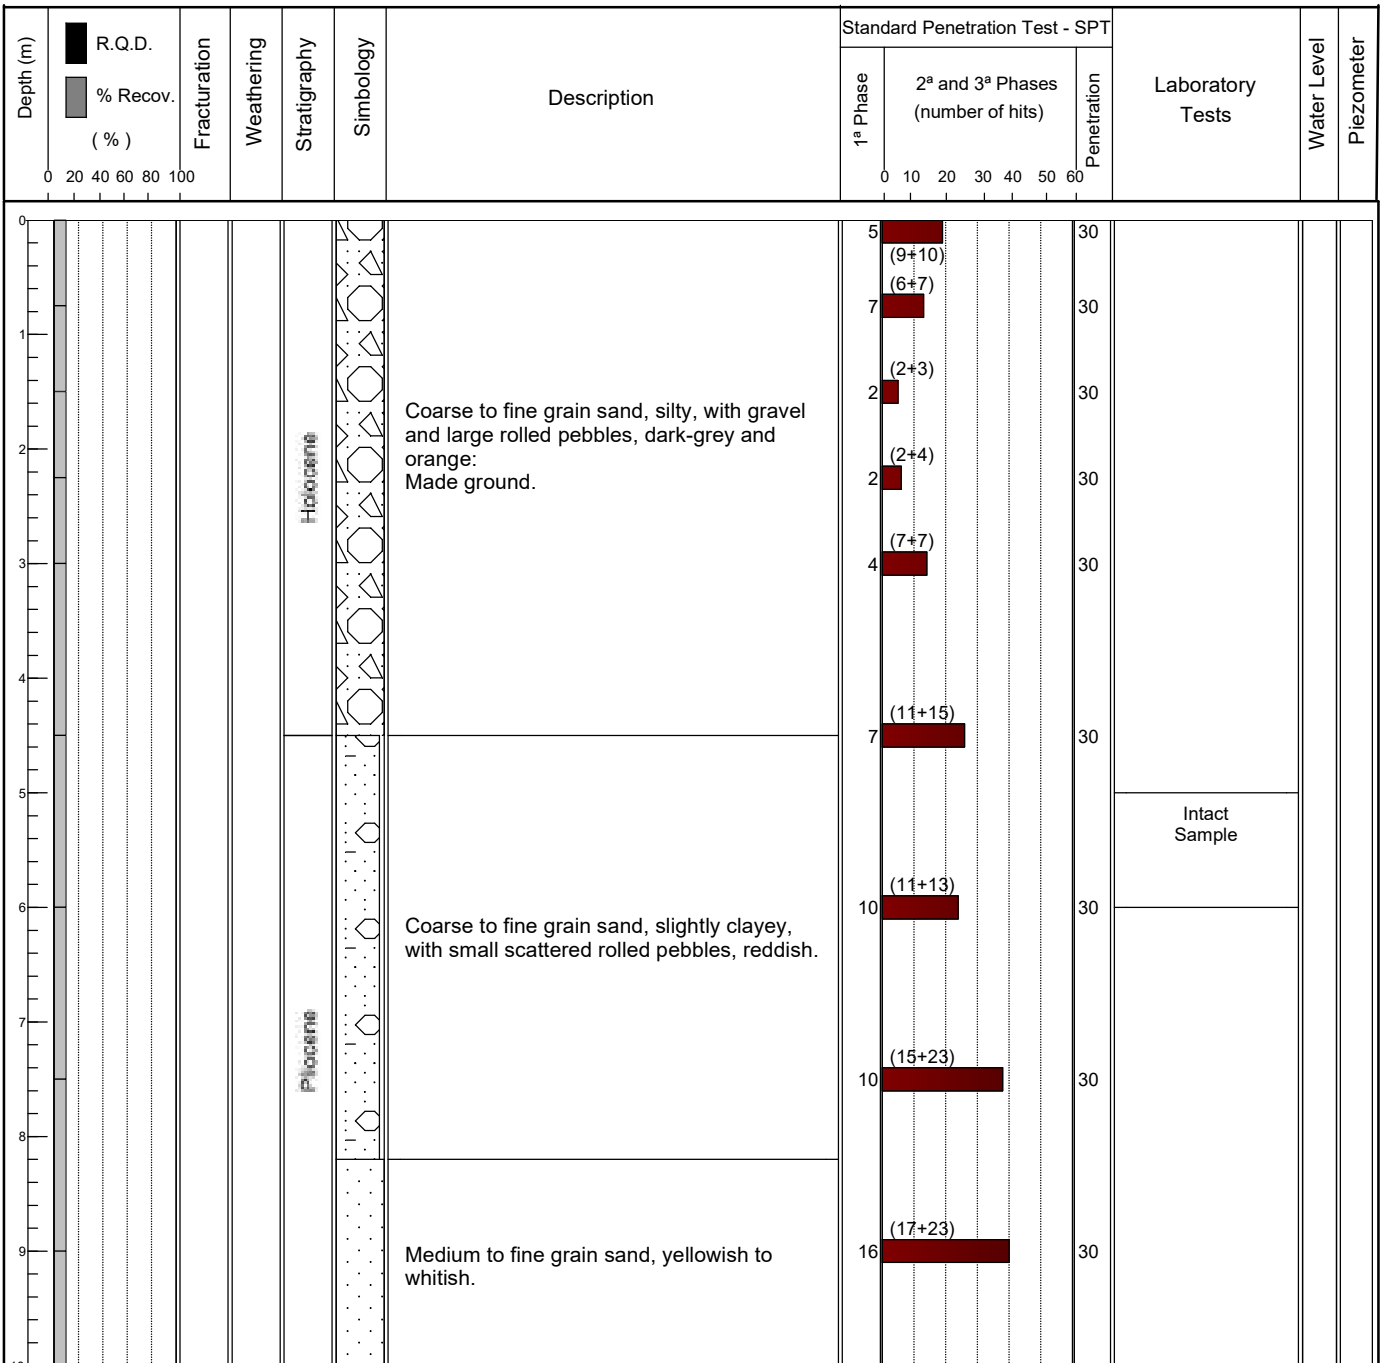 Depth (m)
R.Q.D.
% Recov.
( % )
0 20 40 60 80 100
Fracturation
Weathering
Stratigraphy
Simbology
Description
Standard Penetration Test - SPT
1ª Phase
2ª and 3ª Phases
(number of hits)
0 10 20 30 40 50 60
Penetration
Laboratory
Tests
Water Level
Piezometer
0
5
(9+10)
30
(6+7)
7
30
1
(2+3)
2
30
Coarse to fine grain sand, silty, with gravel
and large rolled pebbles, dark-grey and
orange:
Made ground.
Holocene
2
(2+4)
2
30
(7+7)
3
4
30
4
(11+15)
7
30
5
Intact
Sample
(11+13)
6
10
30
Coarse to fine grain sand, slightly clayey,
with small scattered rolled pebbles, reddish.
Pliocene
7
(15+23)
10
30
8
(17+23)
9
16
30
Medium to fine grain sand, yellowish to
whitish.